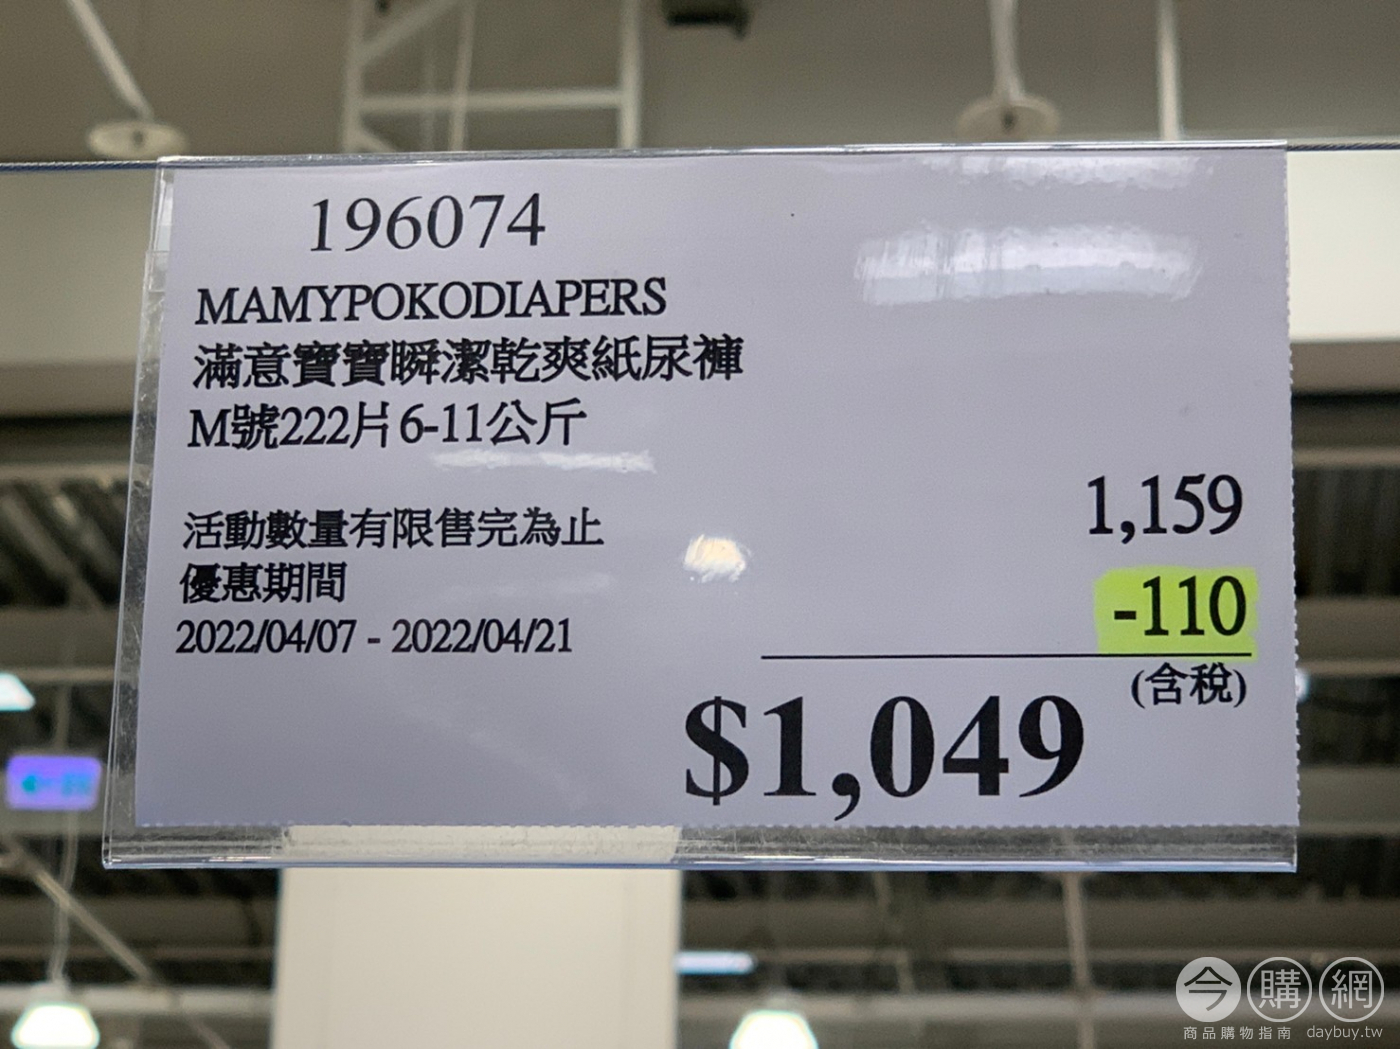 196074
MAMYPOKODIAPERS
滿意寶寶瞬潔乾爽紙尿褲
M號222片6-11公斤
1,159
活動數量有限售完為止
優惠期間
-110
2022/04/07 - 2022/04/21
(含稅)
$1,049
今購網
商品購物指南 daybuy.tw